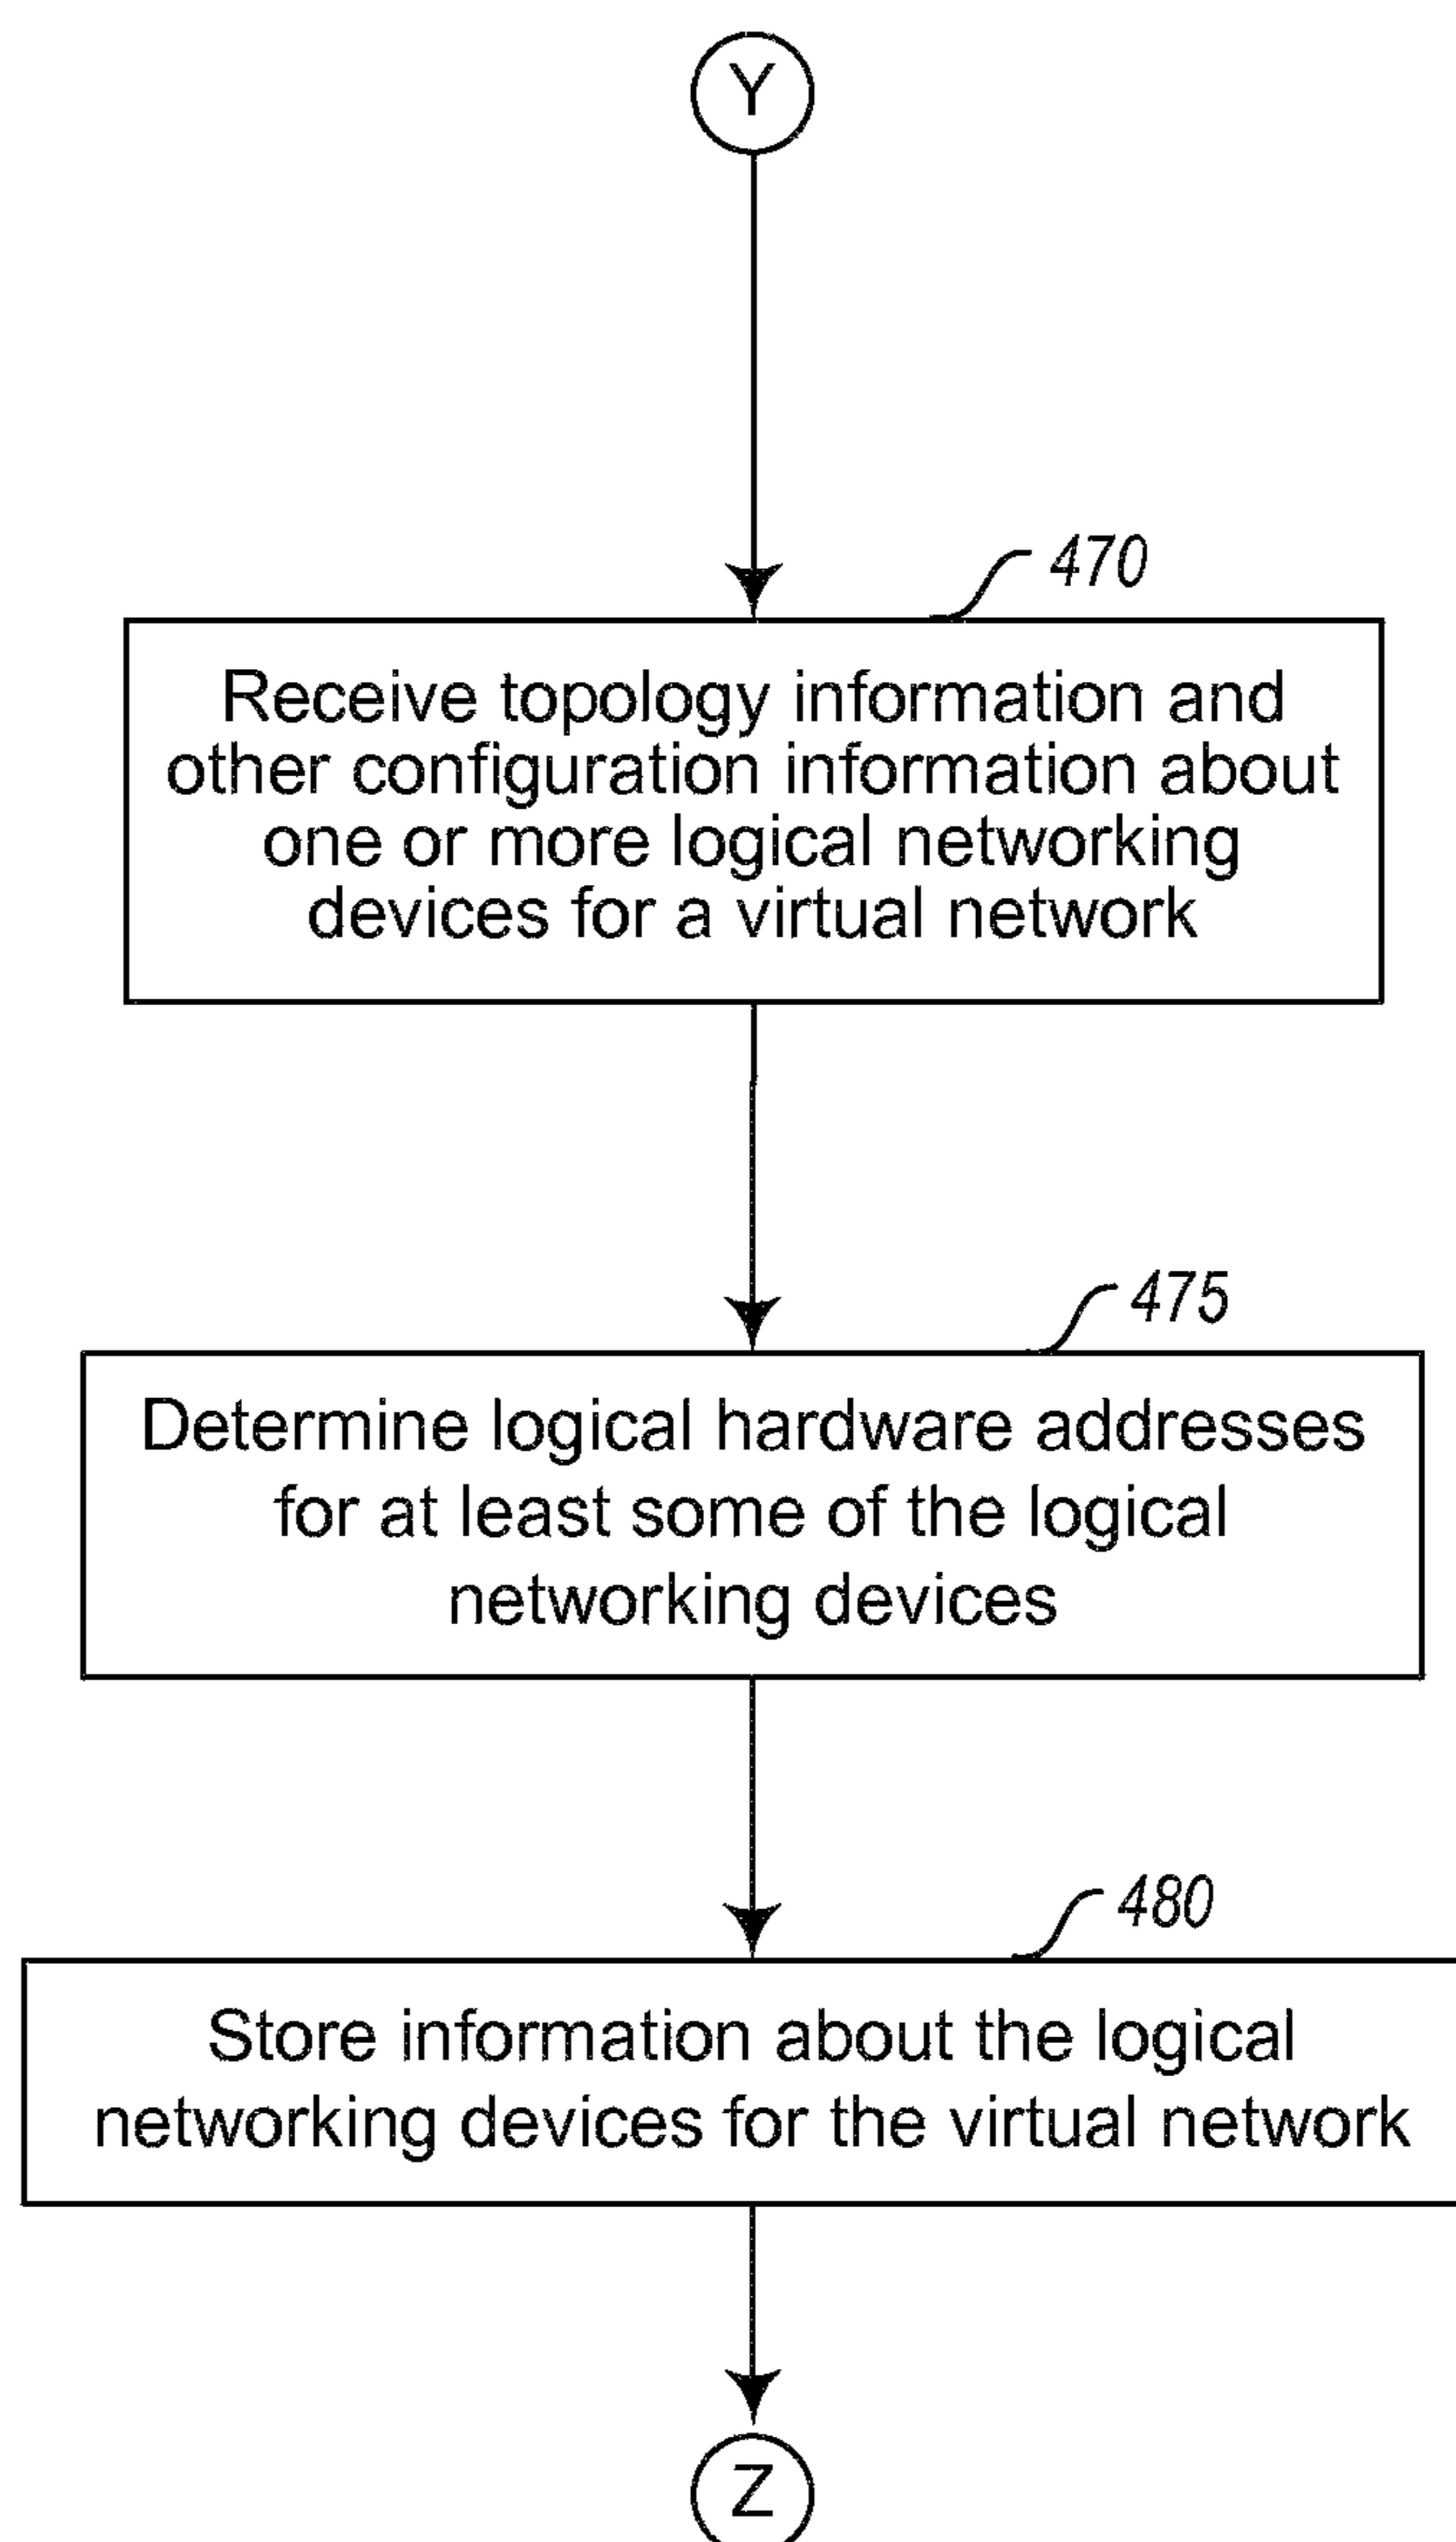 Y
470
Receive topology information and
other configuration information about
one or more logical networking
devices for a virtual network
475
Determine logical hardware addresses
for at least some of the logical
networking devices
480
Store information about the logical
networking devices for the virtual network
Z